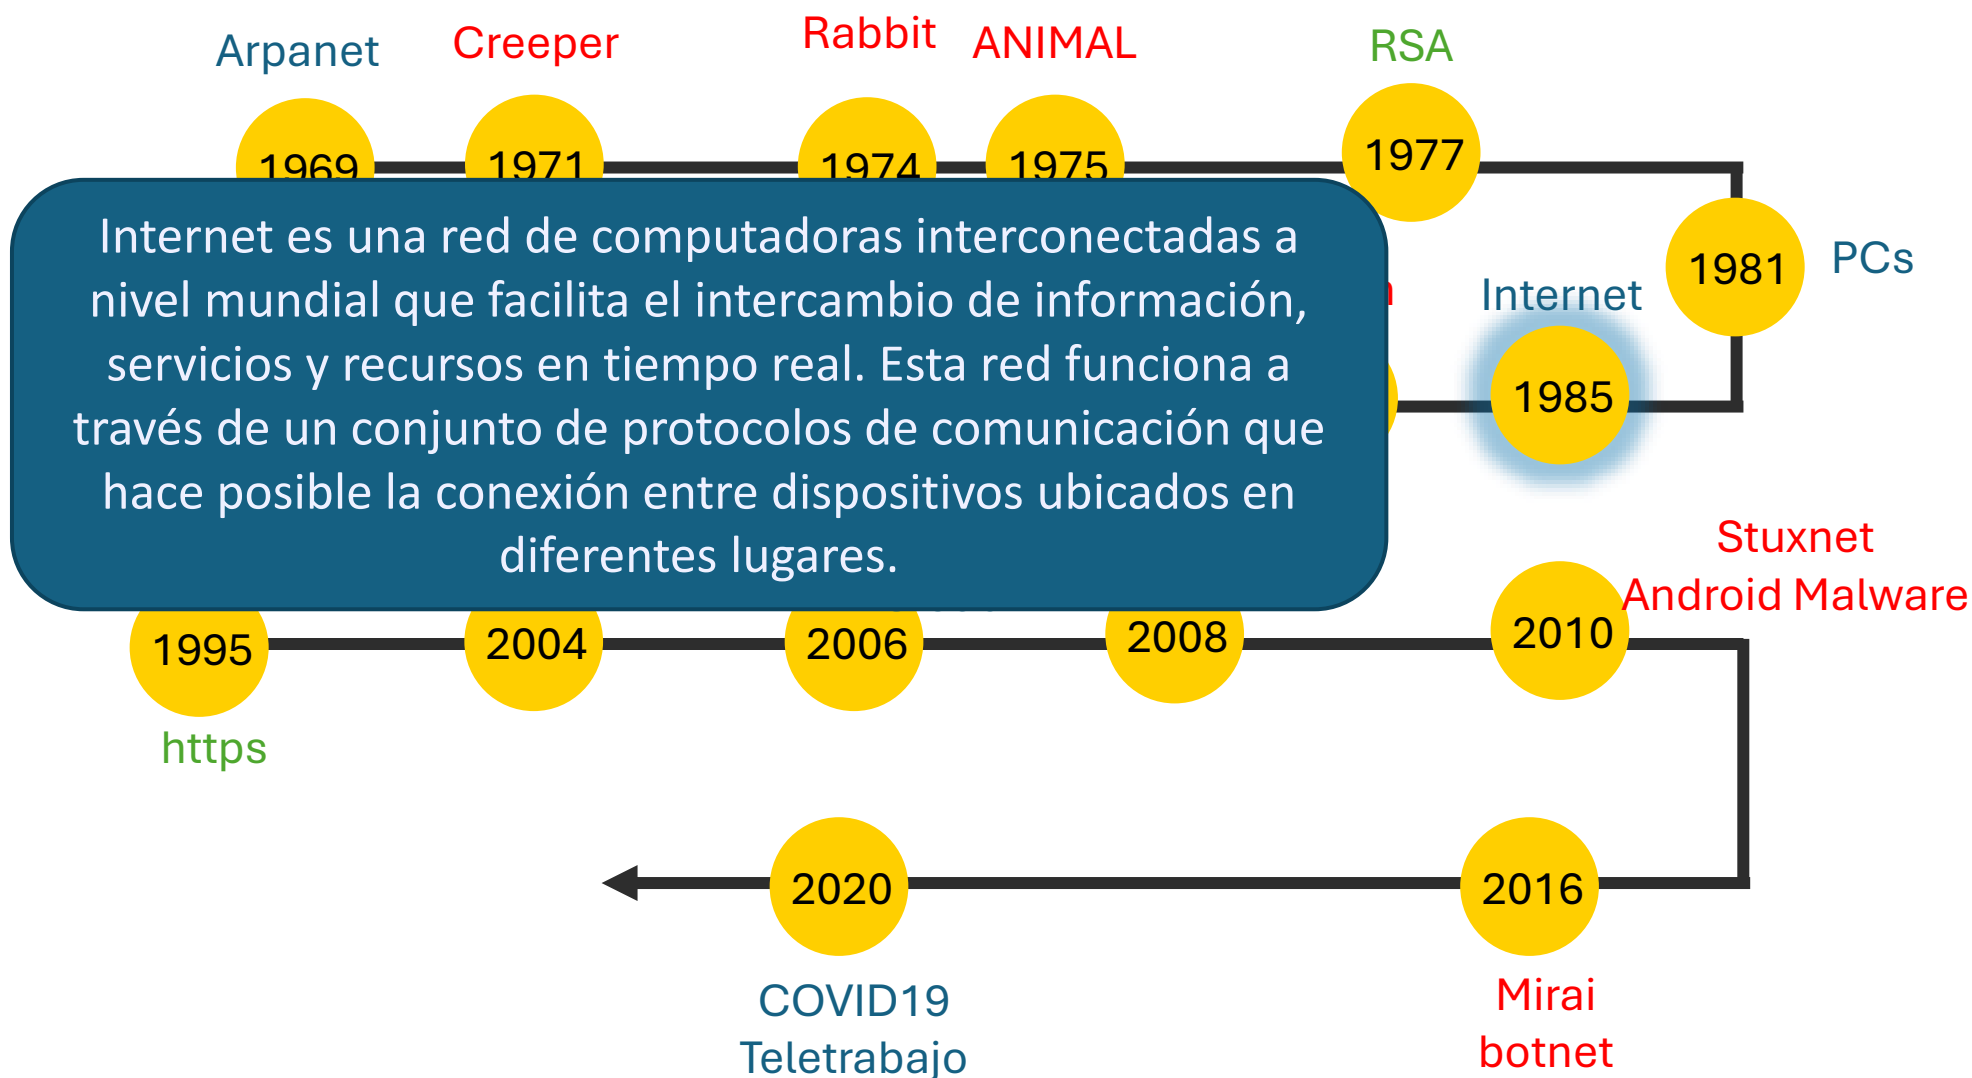 Arpanet
Creeper
Rabbit
ANIMAL
RSA
1969
1971
1974
1975
1977
1981
PCs
Internet
1985
Internet es una red de computadoras interconectadas a
nivel mundial que facilita el intercambio de información,
servicios y recursos en tiempo real. Esta red funciona a
través de un conjunto de protocolos de comunicación que
hace posible la conexión entre dispositivos ubicados en
diferentes lugares.
Stuxnet
Android Malware
1995
2004
2006
2008
2010
https
2020
2016
COVID19
Teletrabajo
Mirai
botnet